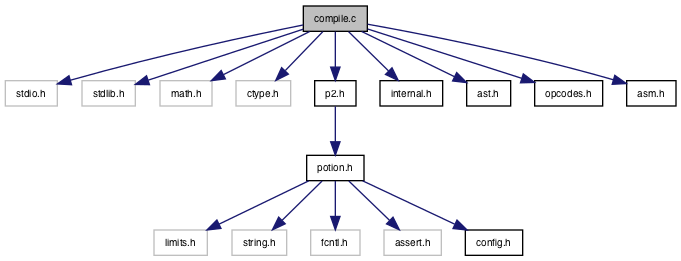 compile.c
stdio.h
stdlib.h
math.h
ctype.h
p2.h
internal.h
ast.h
opcodes.h
asm.h
potion.h
limits.h
string.h
fcntl.h
assert.h
config.h